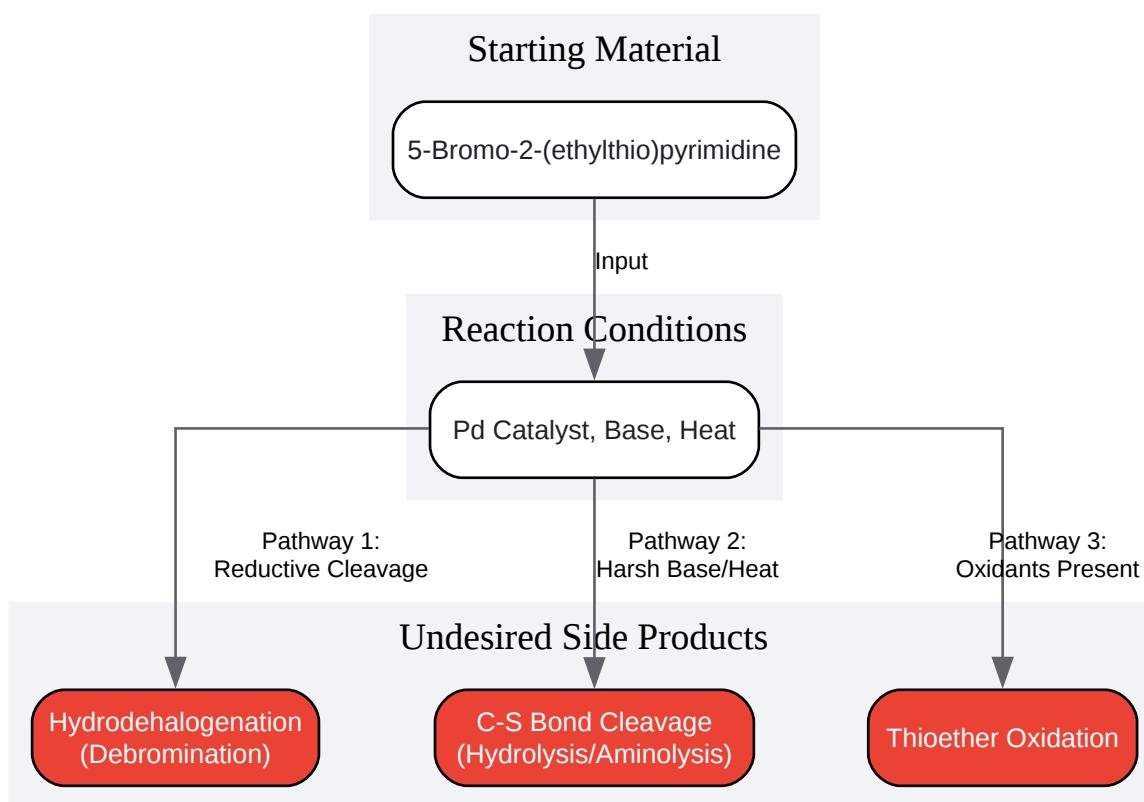 Starting Material
5-Bromo-2-(ethylthio)pyrimidine
Input
Reaction Conditions
Pd Catalyst, Base, Heat
Pathway 1:
Reductive Cleavage
Pathway 2:
Harsh Base/Heat
Pathway 3:
Oxidants Present
Undesired Side Products
Hydrodehalogenation
(Debromination)
C-S Bond Cleavage
(Hydrolysis/Aminolysis)
Thioether Oxidation